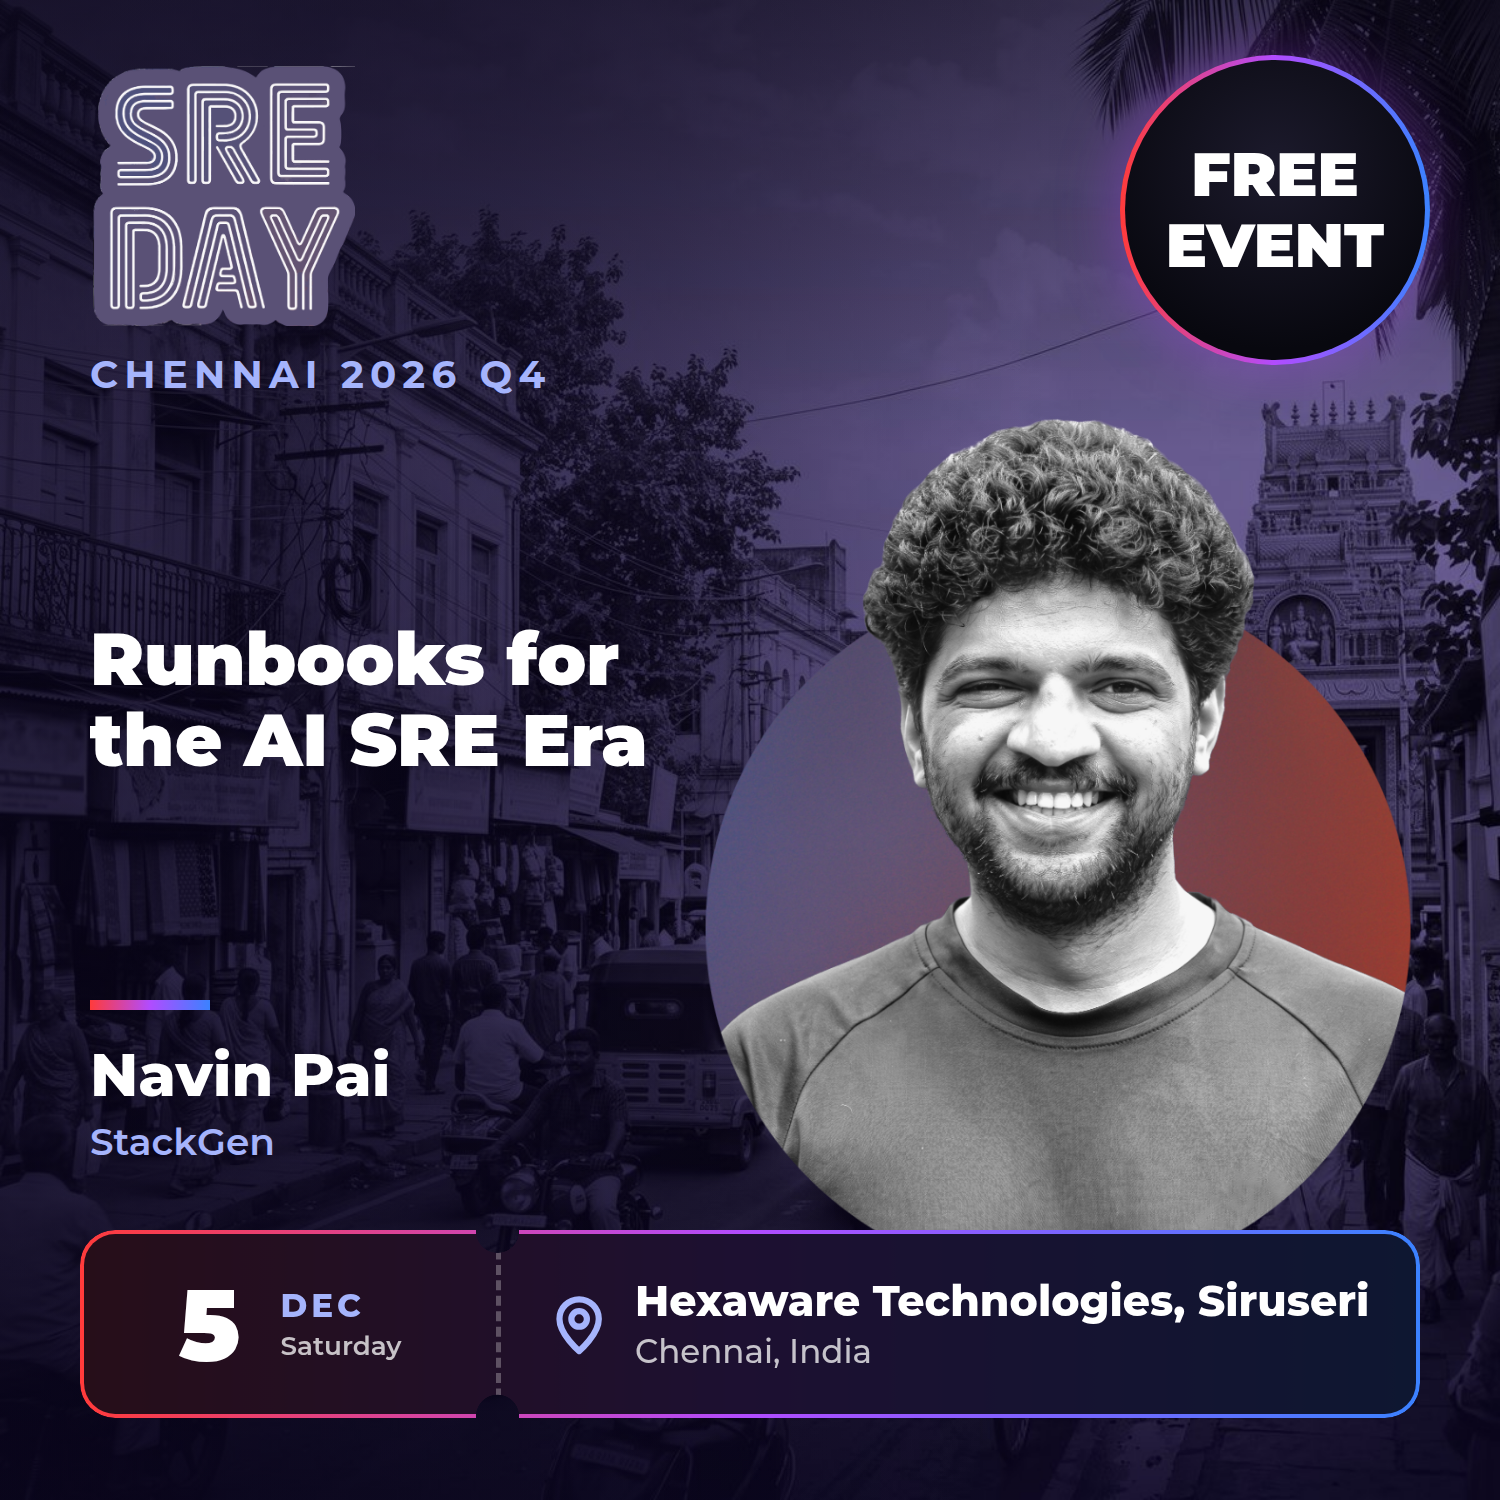 SRE
DAY
CHENNAI 2026 Q4
FREE
EVENT
Runbooks for
the AI SRE Era
Navin Pai
StackGen
5
DEC
Saturday
Hexaware Technologies, Siruseri
Chennai, India